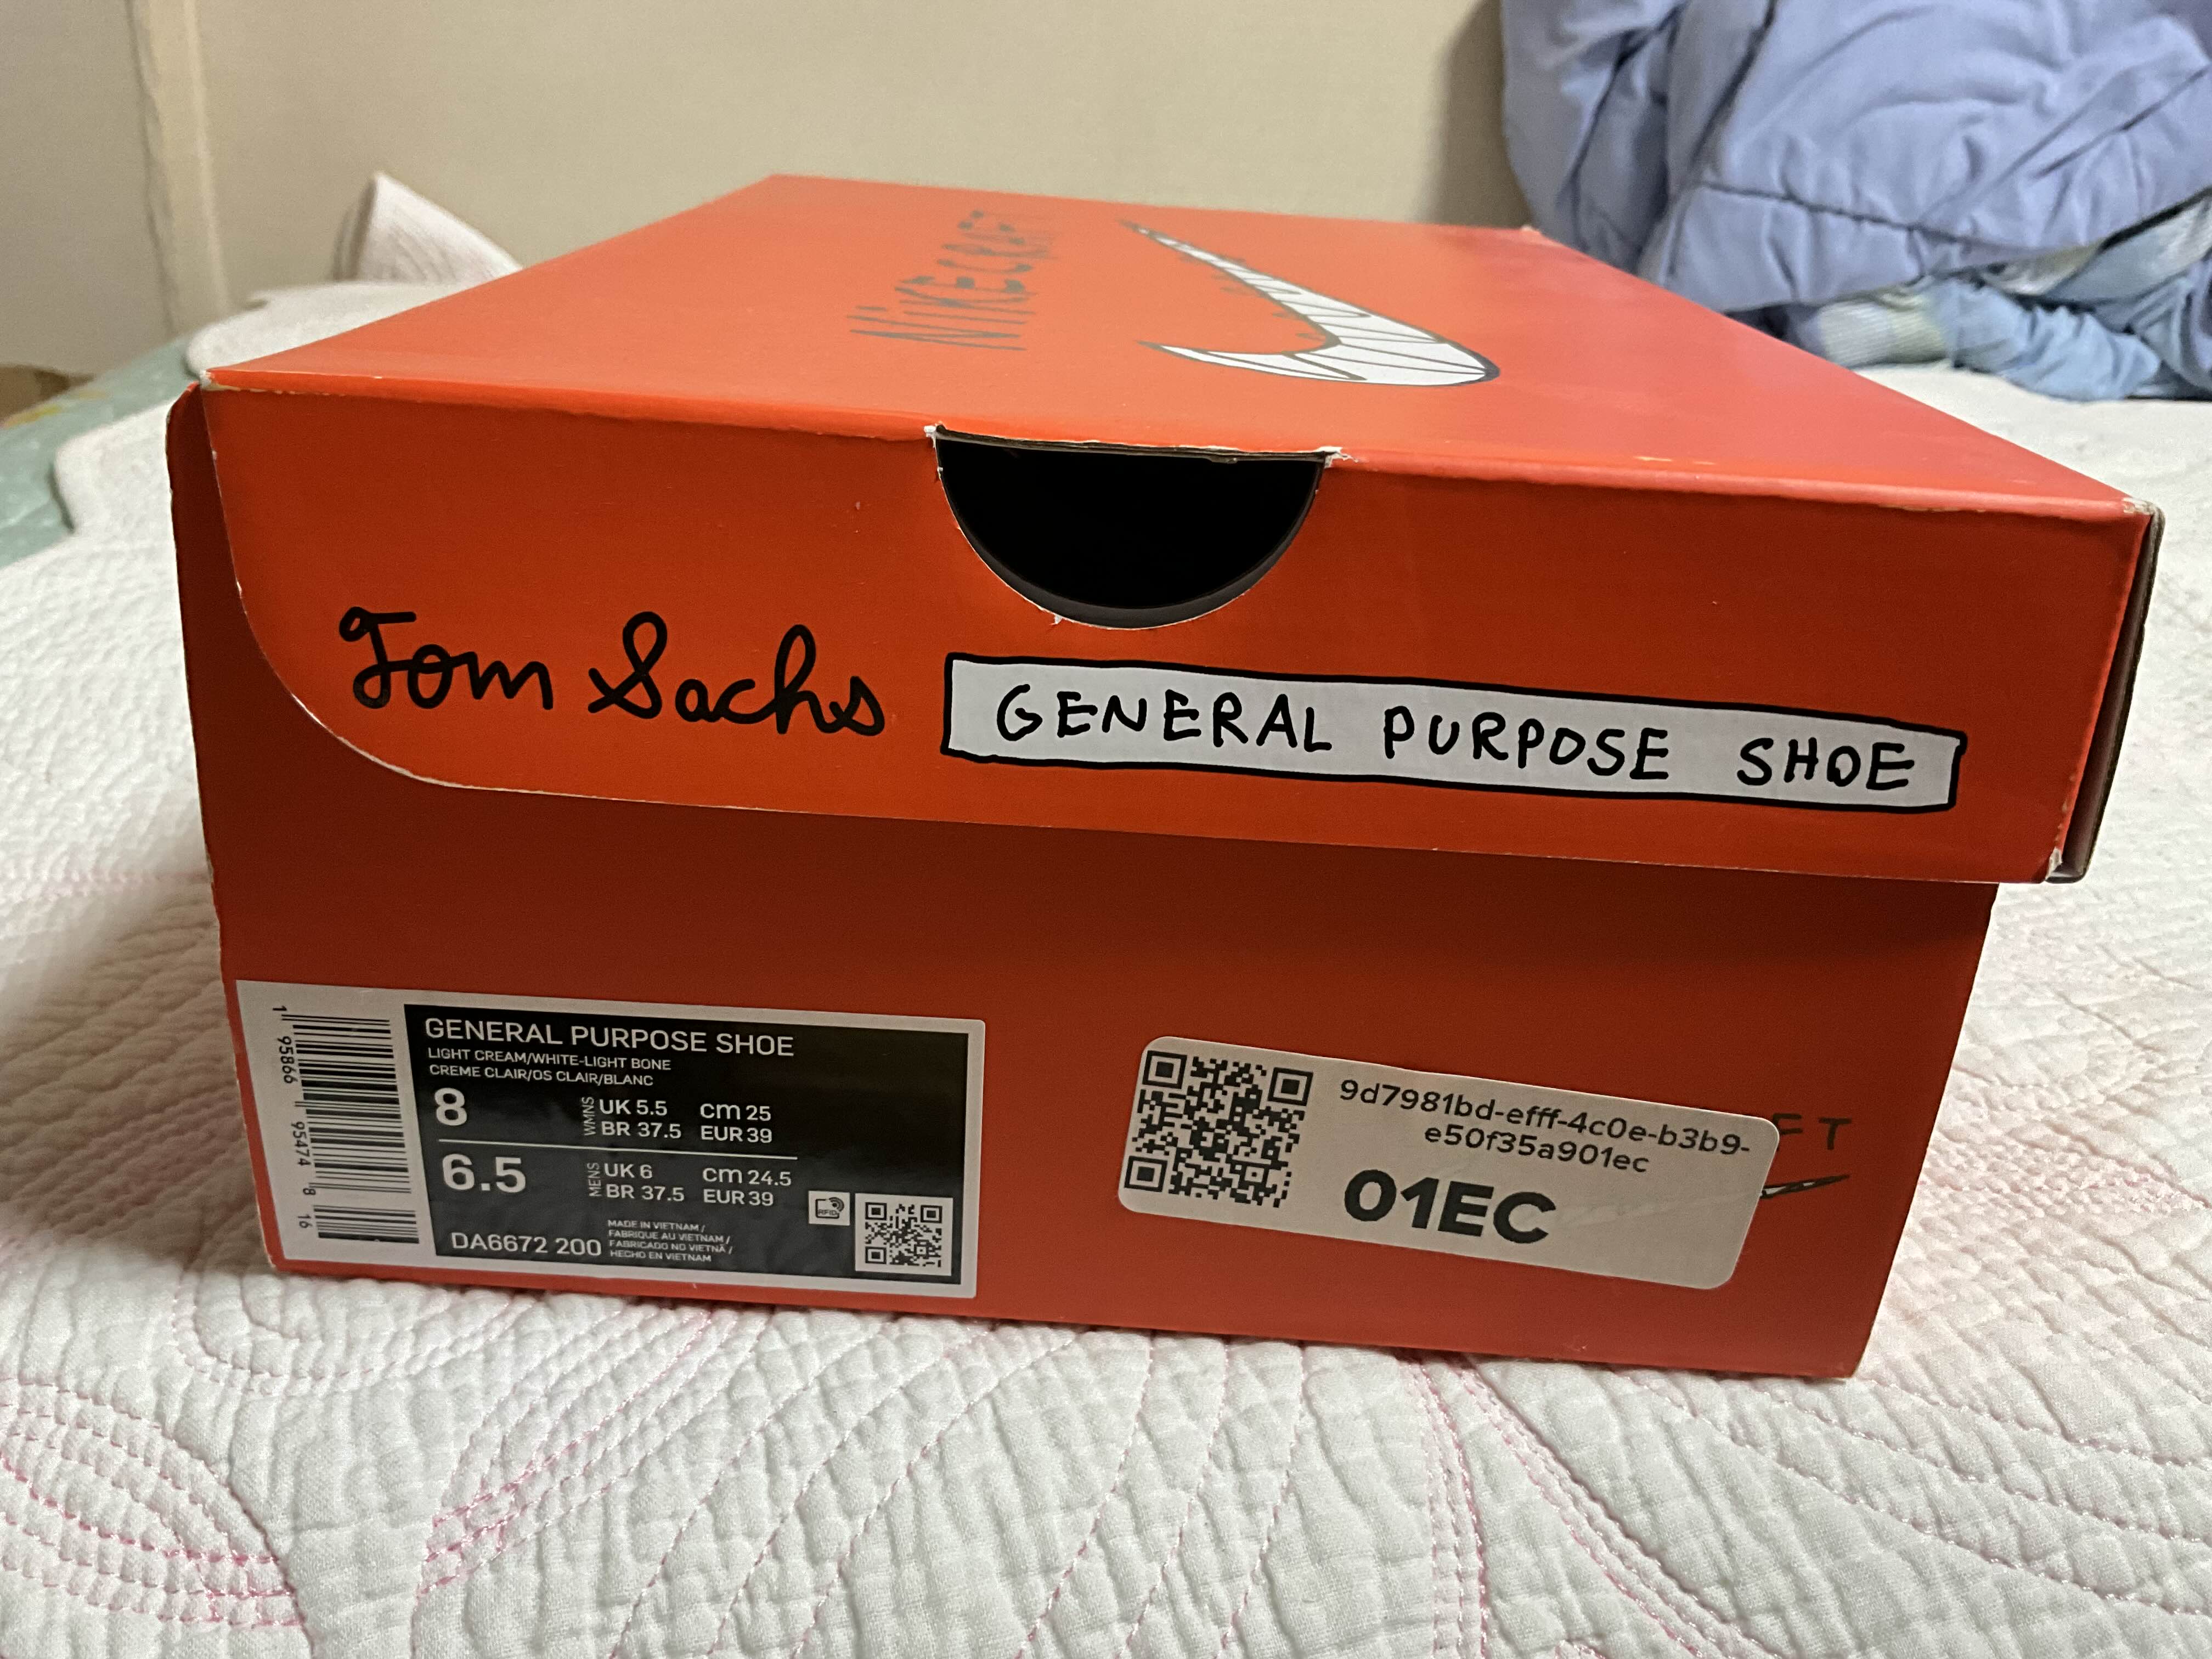 NIKECRAFT
Tom Sachs
GENERAL PURPOSE SHOE
GENERAL PURPOSE SHOE
LIGHT CREAM/WHITE-LIGHT BONE
CREME CLAIR/OS CLAIR/BLANC
8 WMNS UK 5.5 cm 25
BR 37.5 EUR 39
6.5 MENS UK 6 cm 24.5
BR 37.5 EUR 39
DA6672 200
MADE IN VIETNAM /
FABRIQUE AU VIETNAM /
FABRICADO NO VIETNÃ /
HECHO EN VIETNAM
RFID
1 95866 95474 8 16
9d7981bd-efff-4c0e-b3b9-
e50f35a901ec
01EC
FT